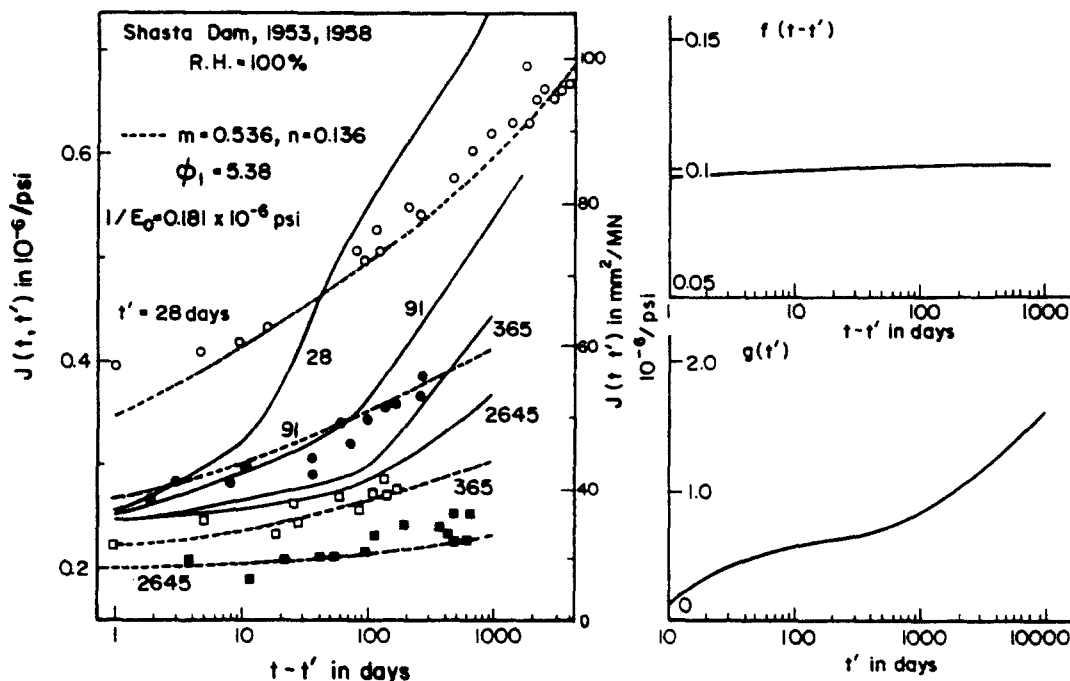 Shasta Dam, 1953, 1958
R.H. = 100%
---- m = 0.536, n = 0.136
ϕ₁ = 5.38
1/E₀ = 0.181 x 10⁻⁶ psi
t' = 28 days
J(t, t') in 10⁻⁶/psi
0.6
0.4
0.2
28
91
91
365
2645
365
2645
1
10
100
1000
t - t' in days
100
80
60
40
0
J(t t') in mm²/MN
0.15
f(t-t')
0.1
0.05
1
10
100
1000
t-t' in days
10⁻⁶/psi
2.0
g(t')
1.0
0
10
100
1000
10000
t' in days